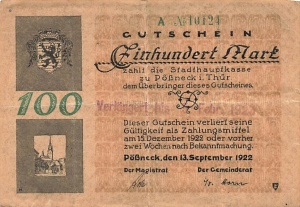 A №10124
GUTSCHEIN
Einhundert Mark
zahlt die Stadthauptkasse
zu Pößneck i. Thür
dem Überbringer dieses Gutscheines
100
Dieser Gutschein verliert seine
Gültigkeit als Zahlungsmittel
am 15. Dezember 1923 oder vorher
zwei Wochen nach Bekanntmachung.
Pößneck, den 13. September 1922
Der Magistrat Der Gemeinderat